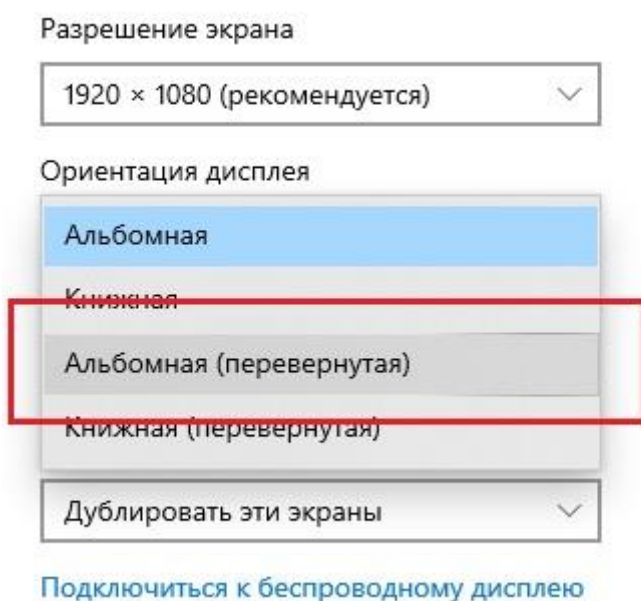 Разрешение экрана
1920 × 1080 (рекомендуется)
Ориентация дисплея
Альбомная
Книжная
Альбомная (перевернутая)
Книжная (перевернутая)
Дублировать эти экраны
Подключиться к беспроводному дисплею